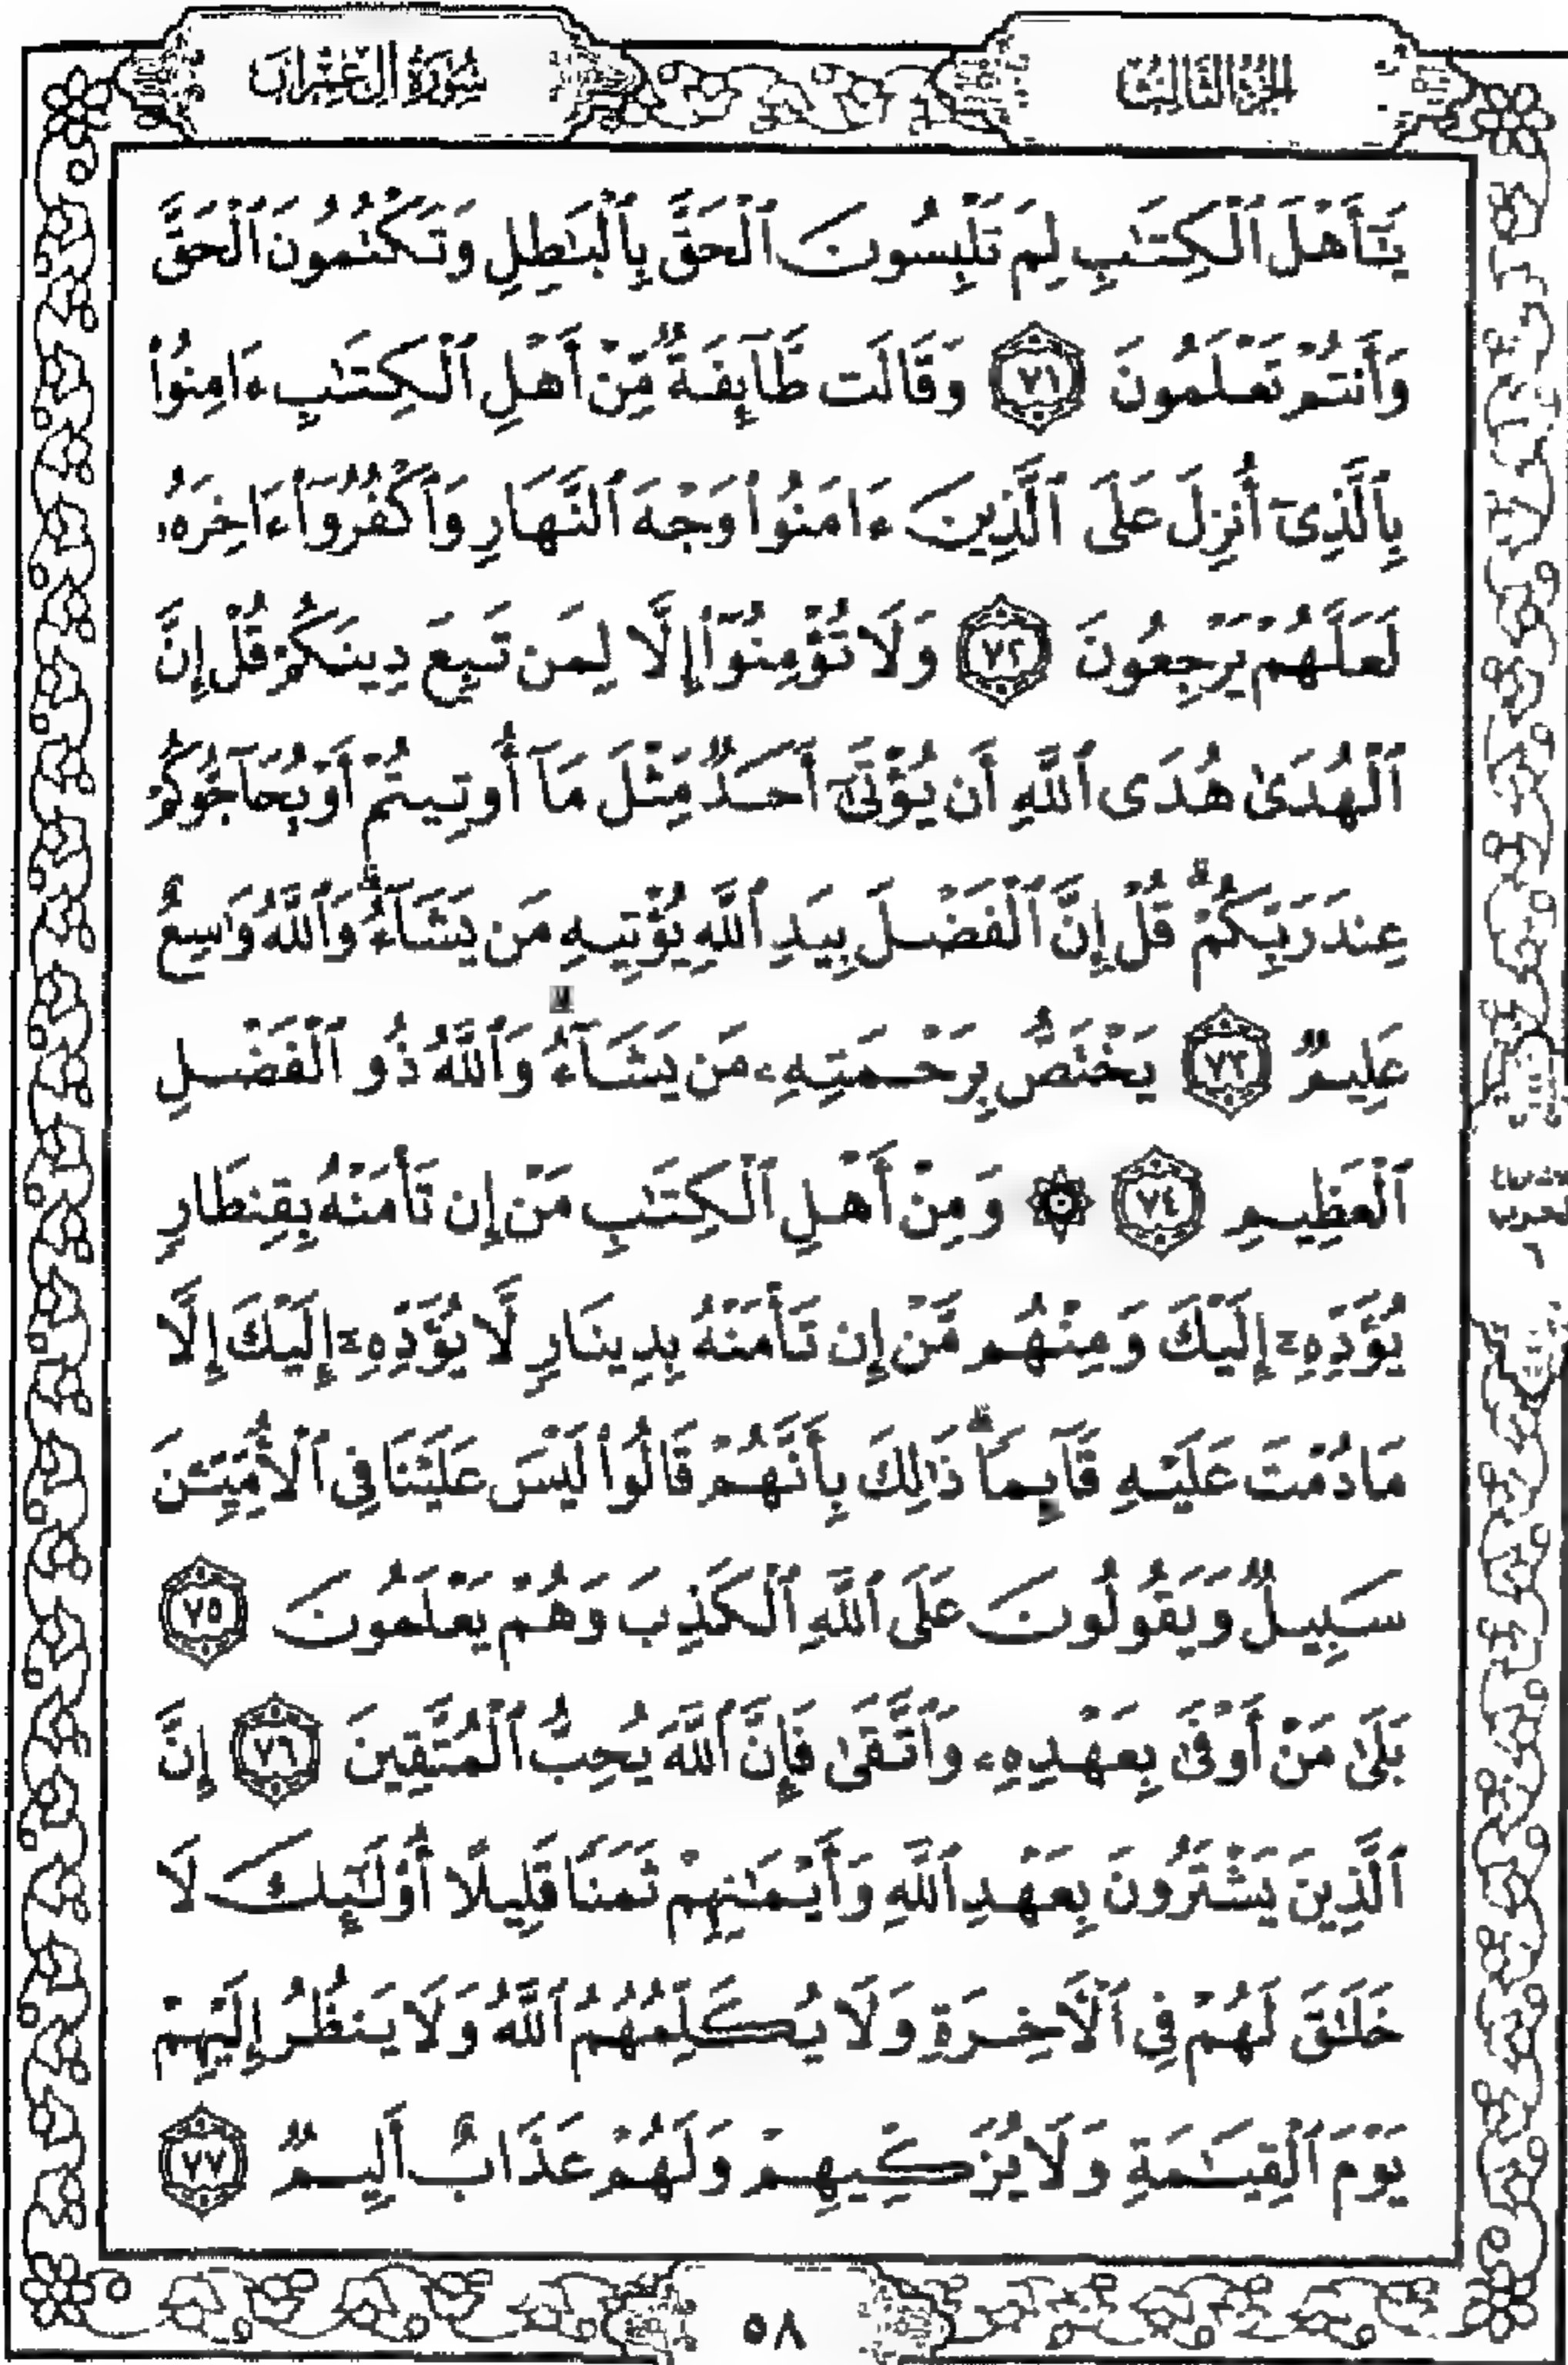 الجزء الثالث
سورة آل عمران
يَـٰٓأَهْلَ ٱلْكِتَـٰبِ لِمَ تَلْبِسُونَ ٱلْحَقَّ بِٱلْبَـٰطِلِ وَتَكْتُمُونَ ٱلْحَقَّ
وَأَنتُمْ تَعْلَمُونَ ٧١ وَقَالَت طَّآئِفَةٌ مِّنْ أَهْلِ ٱلْكِتَـٰبِ ءَامِنُوا۟
بِٱلَّذِىٓ أُنزِلَ عَلَى ٱلَّذِينَ ءَامَنُوا۟ وَجْهَ ٱلنَّهَارِ وَٱكْفُرُوٓا۟ ءَاخِرَهُۥ
لَعَلَّهُمْ يَرْجِعُونَ ٧٢ وَلَا تُؤْمِنُوٓا۟ إِلَّا لِمَن تَبِعَ دِينَكُمْ قُلْ إِنَّ
ٱلْهُدَىٰ هُدَى ٱللَّهِ أَن يُؤْتَىٰٓ أَحَدٌ مِّثْلَ مَآ أُوتِيتُمْ أَوْ يُحَآجُّوكُمْ
عِندَ رَبِّكُمْ ۗ قُلْ إِنَّ ٱلْفَضْلَ بِيَدِ ٱللَّهِ يُؤْتِيهِ مَن يَشَآءُ ۗ وَٱللَّهُ وَٰسِعٌ
عَلِيمٌ ٧٣ يَخْتَصُّ بِرَحْمَتِهِۦ مَن يَشَآءُ ۗ وَٱللَّهُ ذُو ٱلْفَضْلِ
ٱلْعَظِيمِ ٧٤ ۞ وَمِنْ أَهْلِ ٱلْكِتَـٰبِ مَنْ إِن تَأْمَنْهُ بِقِنطَارٍ
يُؤَدِّهِۦٓ إِلَيْكَ وَمِنْهُم مَّنْ إِن تَأْمَنْهُ بِدِينَارٍ لَّا يُؤَدِّهِۦٓ إِلَيْكَ إِلَّا
مَا دُمْتَ عَلَيْهِ قَآئِمًا ۗ ذَٰلِكَ بِأَنَّهُمْ قَالُوا۟ لَيْسَ عَلَيْنَا فِى ٱلْأُمِّيِّـۧنَ
سَبِيلٌ وَيَقُولُونَ عَلَى ٱللَّهِ ٱلْكَذِبَ وَهُمْ يَعْلَمُونَ ٧٥
بَلَىٰ مَنْ أَوْفَىٰ بِعَهْدِهِۦ وَٱتَّقَىٰ فَإِنَّ ٱللَّهَ يُحِبُّ ٱلْمُتَّقِينَ ٧٦ إِنَّ
ٱلَّذِينَ يَشْتَرُونَ بِعَهْدِ ٱللَّهِ وَأَيْمَـٰنِهِمْ ثَمَنًا قَلِيلًا أُو۟لَـٰٓئِكَ لَا
خَلَـٰقَ لَهُمْ فِى ٱلْـَٔاخِرَةِ وَلَا يُكَلِّمُهُمُ ٱللَّهُ وَلَا يَنظُرُ إِلَيْهِمْ
يَوْمَ ٱلْقِيَـٰمَةِ وَلَا يُزَكِّيهِمْ وَلَهُمْ عَذَابٌ أَلِيمٌ ٧٧
٥٨